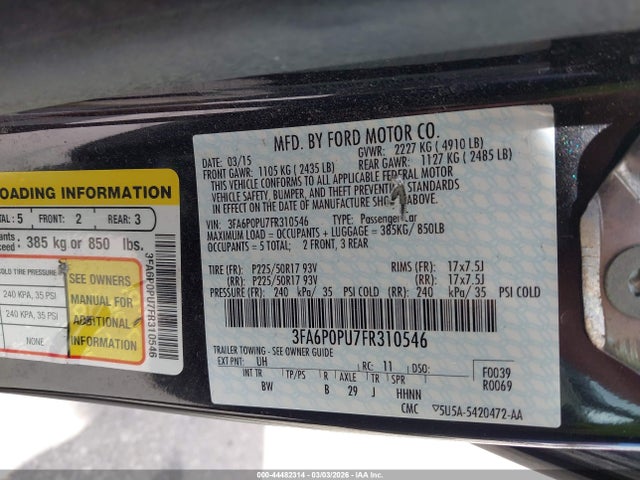 MFD. BY FORD MOTOR CO.
DATE: 03/15 GVWR: 2227 KG ( 4910 LB)
FRONT GAWR: 1105 KG ( 2435 LB) REAR GAWR: 1127 KG ( 2485 LB)
THIS VEHICLE CONFORMS TO ALL APPLICABLE FEDERAL MOTOR
VEHICLE SAFETY, BUMPER, AND THEFT PREVENTION STANDARDS
IN EFFECT ON THE DATE OF MANUFACTURE SHOWN ABOVE.
VIN: 3FA6P0PU7FR310546 TYPE: Passenger Car
MAXIMUM LOAD = OCCUPANTS + LUGGAGE = 385KG/ 850LB
OCCUPANTS = 5 TOTAL; 2 FRONT, 3 REAR
TIRE (FR): P225/50R17 93V RIMS (FR): 17x7.5J
(RR): P225/50R17 93V (RR): 17x7.5J
PRESSURE (FR): 240 kPa/ 35 PSI COLD (RR): 240 kPa/ 35 PSI COLD
3FA6P0PU7FR310546
TRAILER TOWING - SEE OWNER GUIDE
EXT PNT: UH RC: 11 DSO: F0039
R0069
INT TR TP/PS R AXLE TR SPR
BW B 29 J HHNN
CMC 5U5A-5420472-AA
LOADING INFORMATION
TOTAL: 5 FRONT: 2 REAR: 3
385 kg or 850 lbs.
COLD TIRE PRESSURE
240 KPA, 35 PSI
240 KPA, 35 PSI
NONE
SEE OWNERS
MANUAL FOR
ADDITIONAL
INFORMATION
3FA6P0PU7FR310546
000-44482314 - 03/03/2026 - IAA, Inc.